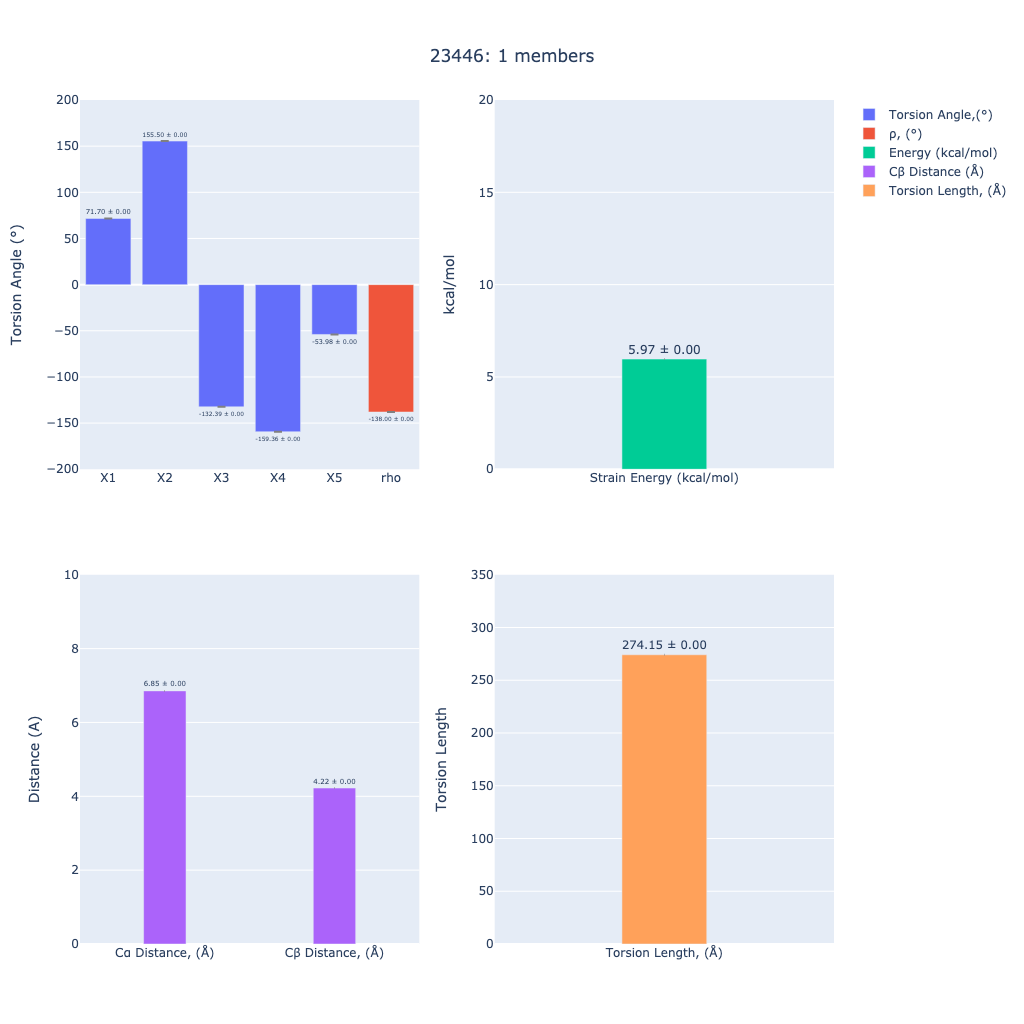 23446: 1 members
Torsion Angle (°)
200
150
100
50
0
−50
−100
−150
−200
71.70 ± 0.00
155.50 ± 0.00
-132.39 ± 0.00
-159.36 ± 0.00
-53.98 ± 0.00
-138.00 ± 0.00
X1 X2 X3 X4 X5 rho
kcal/mol
20
15
10
5
0
5.97 ± 0.00
Strain Energy (kcal/mol)
Torsion Angle,(°)
ρ, (°)
Energy (kcal/mol)
Cβ Distance (Å)
Torsion Length, (Å)
Distance (A)
10
8
6
4
2
0
6.85 ± 0.00
4.22 ± 0.00
Cα Distance, (Å) Cβ Distance, (Å)
Torsion Length
350
300
250
200
150
100
50
0
274.15 ± 0.00
Torsion Length, (Å)